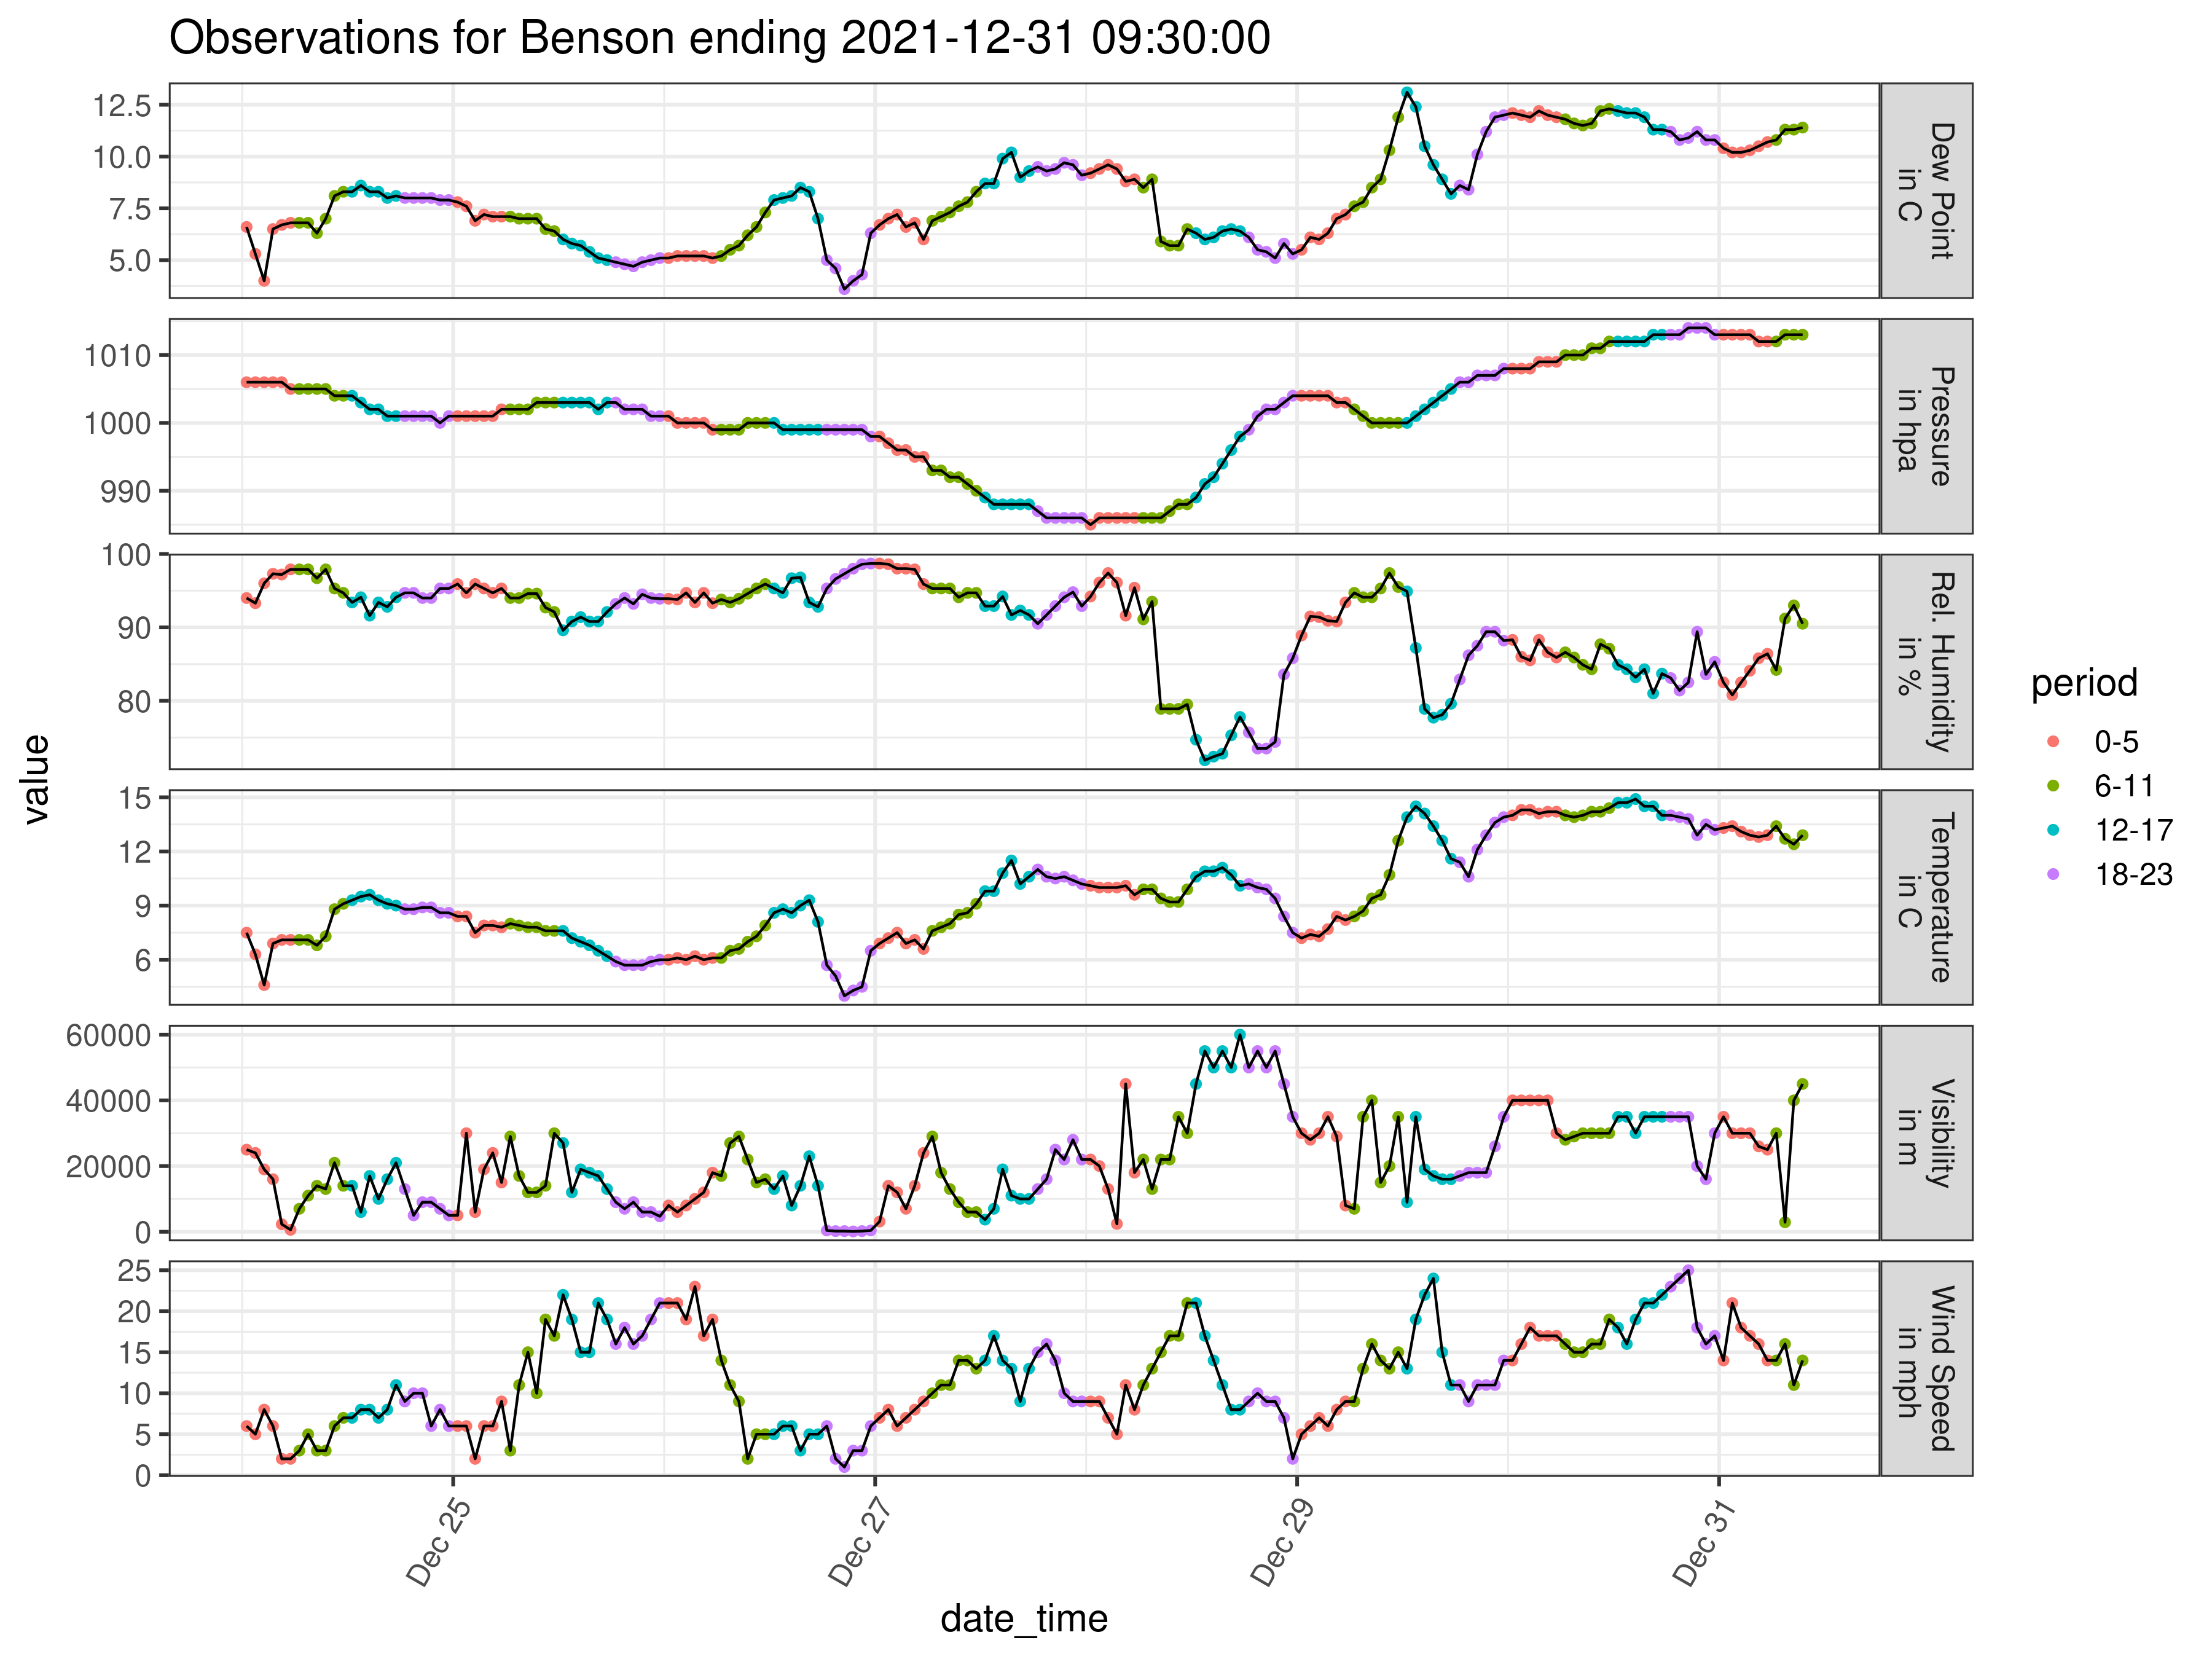 Observations for Benson ending 2021-12-31 09:30:00
value
12.5
10.0
7.5
5.0
Dew Point
in C
1010
1000
990
Pressure
in hpa
100
90
80
Rel. Humidity
in %
15
12
9
6
Temperature
in C
60000
40000
20000
0
Visibility
in m
25
20
15
10
5
0
Wind Speed
in mph
Dec 25
Dec 27
Dec 29
Dec 31
date_time
period
0-5
6-11
12-17
18-23